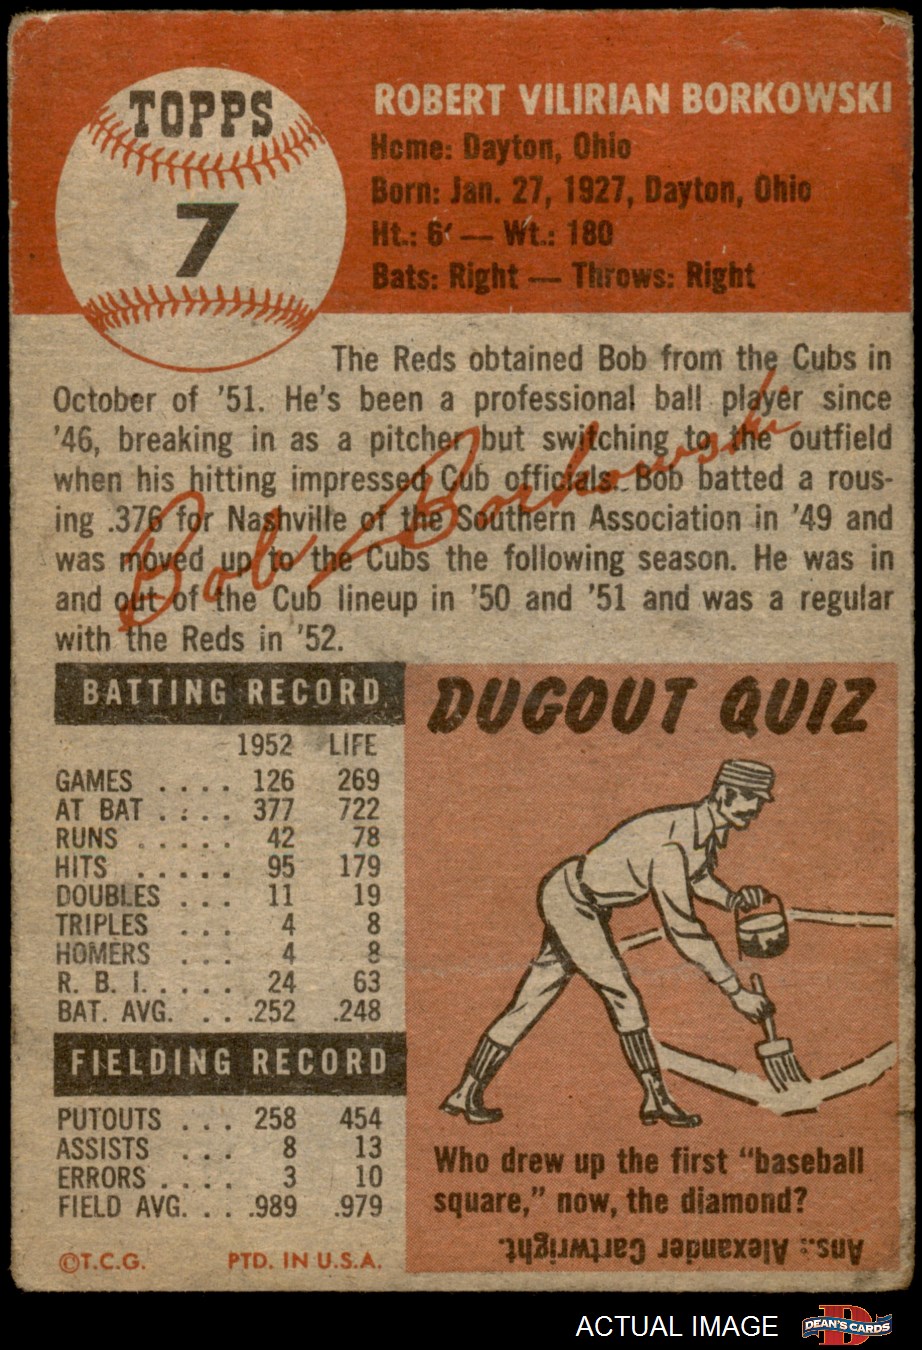 TOPPS
7
ROBERT VILIRIAN BORKOWSKI
Home: Dayton, Ohio
Born: Jan. 27, 1927, Dayton, Ohio
Ht.: 6' — Wt.: 180
Bats: Right — Throws: Right
The Reds obtained Bob from the Cubs in
October of '51. He's been a professional ball player since
'46, breaking in as a pitcher but switching to the outfield
when his hitting impressed Cub officials. Bob batted a rous-
ing .376 for Nashville of the Southern Association in '49 and
was moved up to the Cubs the following season. He was in
and out of the Cub lineup in '50 and '51 and was a regular
with the Reds in '52.
Bob Borkowski
BATTING RECORD
1952 LIFE
GAMES . . . . 126 269
AT BAT . . . . 377 722
RUNS . . . . . 42 78
HITS . . . . . 95 179
DOUBLES . . . 11 19
TRIPLES . . . 4 8
HOMERS . . . 4 8
R. B. I. . . . . 24 63
BAT. AVG. . . .252 .248
FIELDING RECORD
PUTOUTS . . . 258 454
ASSISTS . . . 8 13
ERRORS . . . . 3 10
FIELD AVG. . . .989 .979
©T.C.G. PTD. IN U.S.A.
DUGOUT QUIZ
Who drew up the first "baseball
square," now, the diamond?
Ans.: Alexander Cartwright.
ACTUAL IMAGE
DEAN'S CARDS